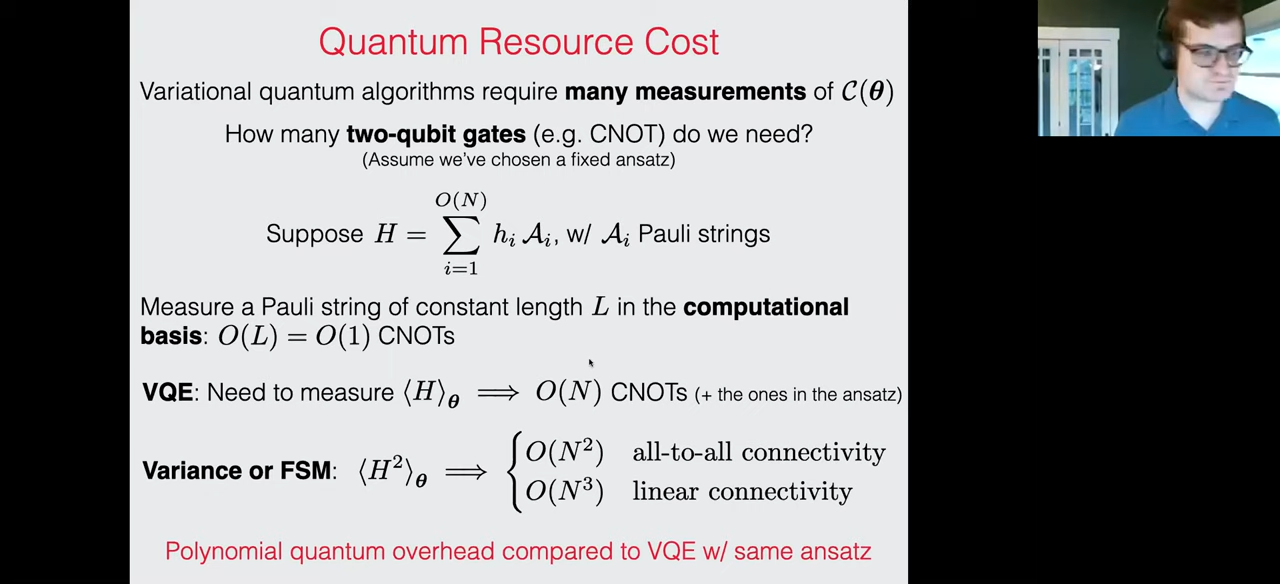 Quantum Resource Cost
Variational quantum algorithms require many measurements of 𝒞(𝜽)
How many two-qubit gates (e.g. CNOT) do we need?
(Assume we've chosen a fixed ansatz)
O(N)
Suppose H = ∑ hᵢ 𝒜ᵢ, w/ 𝒜ᵢ Pauli strings
i=1
Measure a Pauli string of constant length L in the computational
basis: O(L) = O(1) CNOTs
VQE: Need to measure ⟨H⟩_𝜽 ⟹ O(N) CNOTs (+ the ones in the ansatz)
Variance or FSM: ⟨H²⟩_𝜽 ⟹ { O(N²) all-to-all connectivity
O(N³) linear connectivity
Polynomial quantum overhead compared to VQE w/ same ansatz